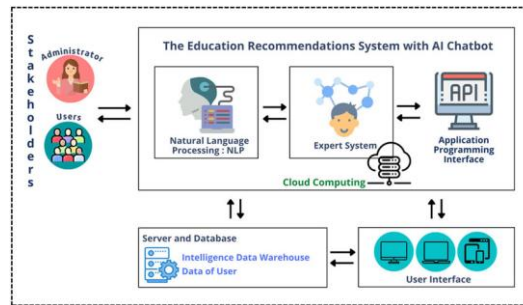 Stakeholders
Administrator
Users
The Education Recommendations System with AI Chatbot
Natural Language
Processing : NLP
Expert System
API
Application
Programming
Interface
Cloud Computing
Server and Database
Intelligence Data Warehouse
Data of User
User Interface